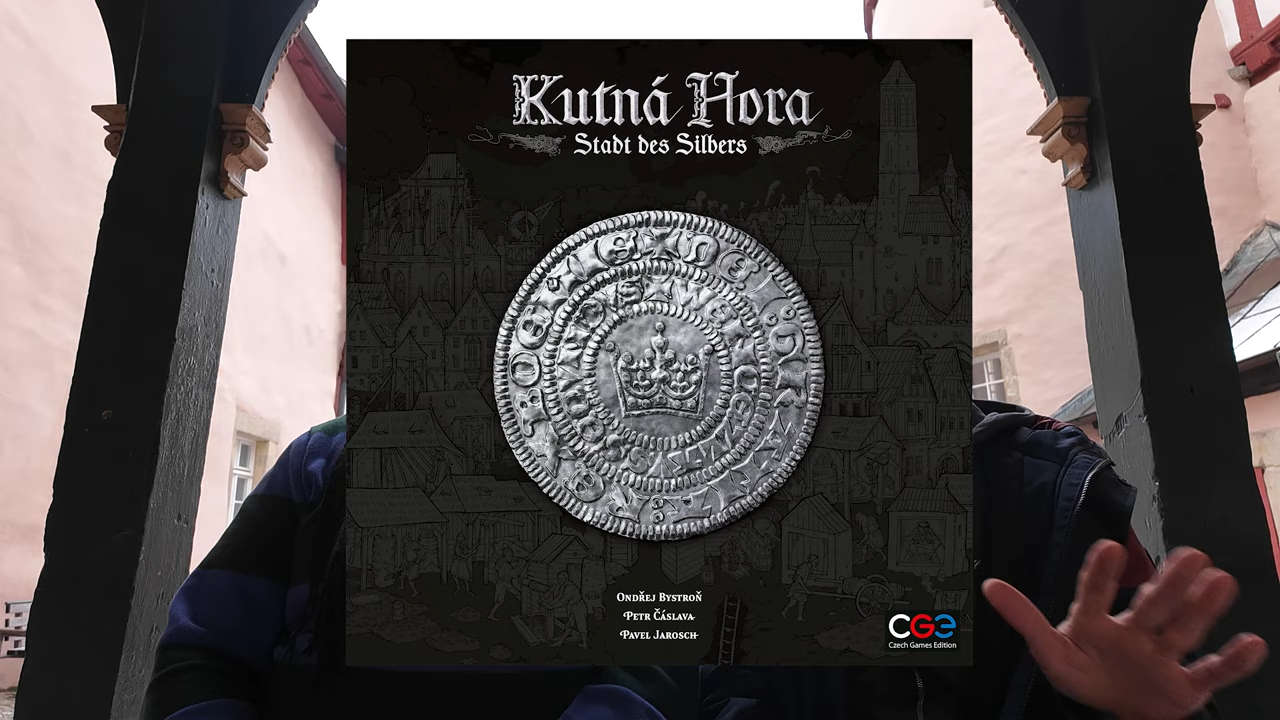 Kutná Hora
Stadt des Silbers
Ondřej Bystroň
Petr Čáslava
Pavel Jarosch
CGE
Czech Games Edition